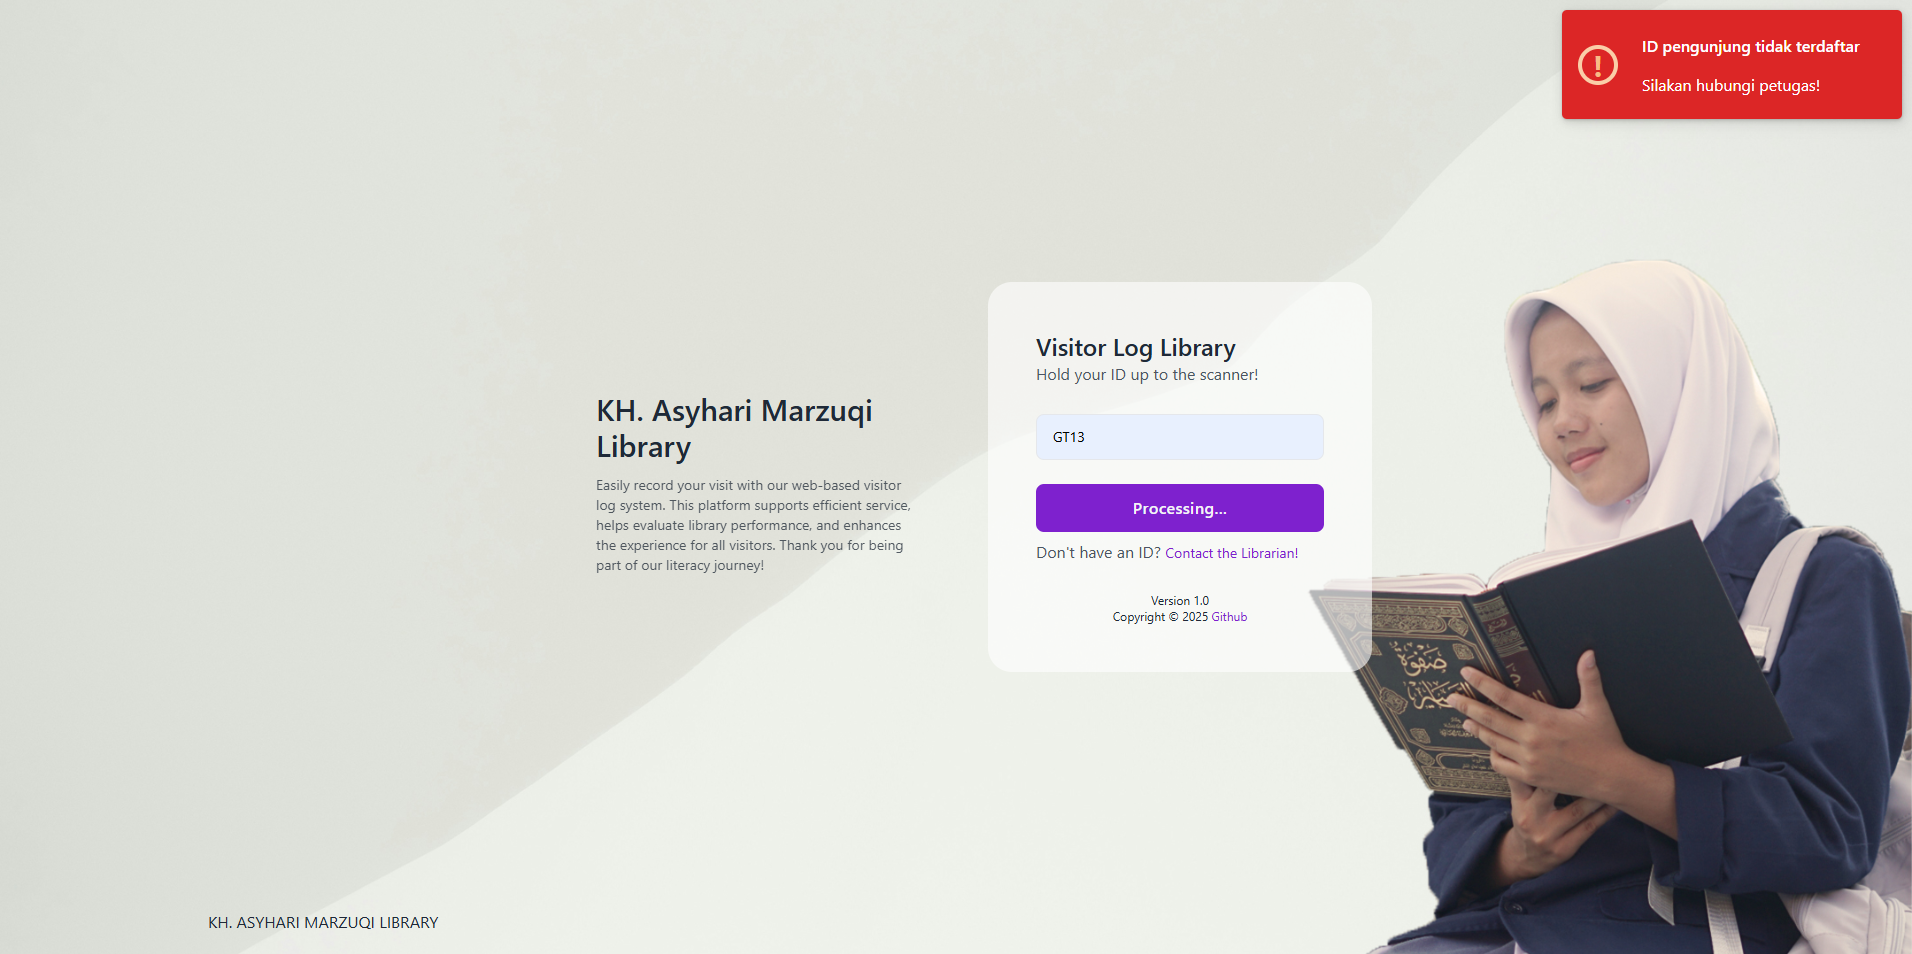 ID pengunjung tidak terdaftar
Silakan hubungi petugas!
KH. Asyhari Marzuqi
Library
Easily record your visit with our web-based visitor
log system. This platform supports efficient service,
helps evaluate library performance, and enhances
the experience for all visitors. Thank you for being
part of our literacy journey!
Visitor Log Library
Hold your ID up to the scanner!
GT13
Processing...
Don't have an ID? Contact the Librarian!
Version 1.0
Copyright © 2025 Github
صفوة
KH. ASYHARI MARZUQI LIBRARY